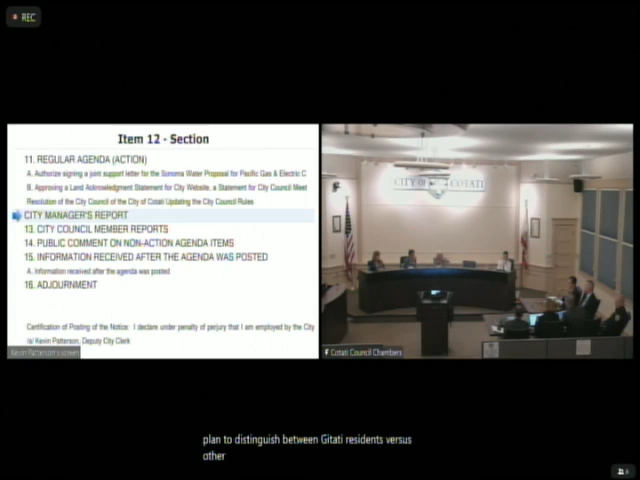 REC
Item 12 - Section
11. REGULAR AGENDA (ACTION)
A. Authorize signing a joint support letter for the Sonoma Water Proposal for Pacific Gas & Electric C
B. Approving a Land Acknowledgment Statement for City Website, a Statement for City Council Meet
Resolution of the City Council of the City of Cotati Updating the City Council Rules
CITY MANAGER'S REPORT
13. CITY COUNCIL MEMBER REPORTS
14. PUBLIC COMMENT ON NON-ACTION AGENDA ITEMS
15. INFORMATION RECEIVED AFTER THE AGENDA WAS POSTED
A. Information received after the agenda was posted
16. ADJOURNMENT
Certification of Posting of the Notice: I declare under penalty of perjury that I am employed by the City
/s/ Kevin Patterson, Deputy City Clerk
Kevin Patterson's screen
CITY OF COTATI
Cotati Council Chambers
plan to distinguish between Gitati residents versus
other